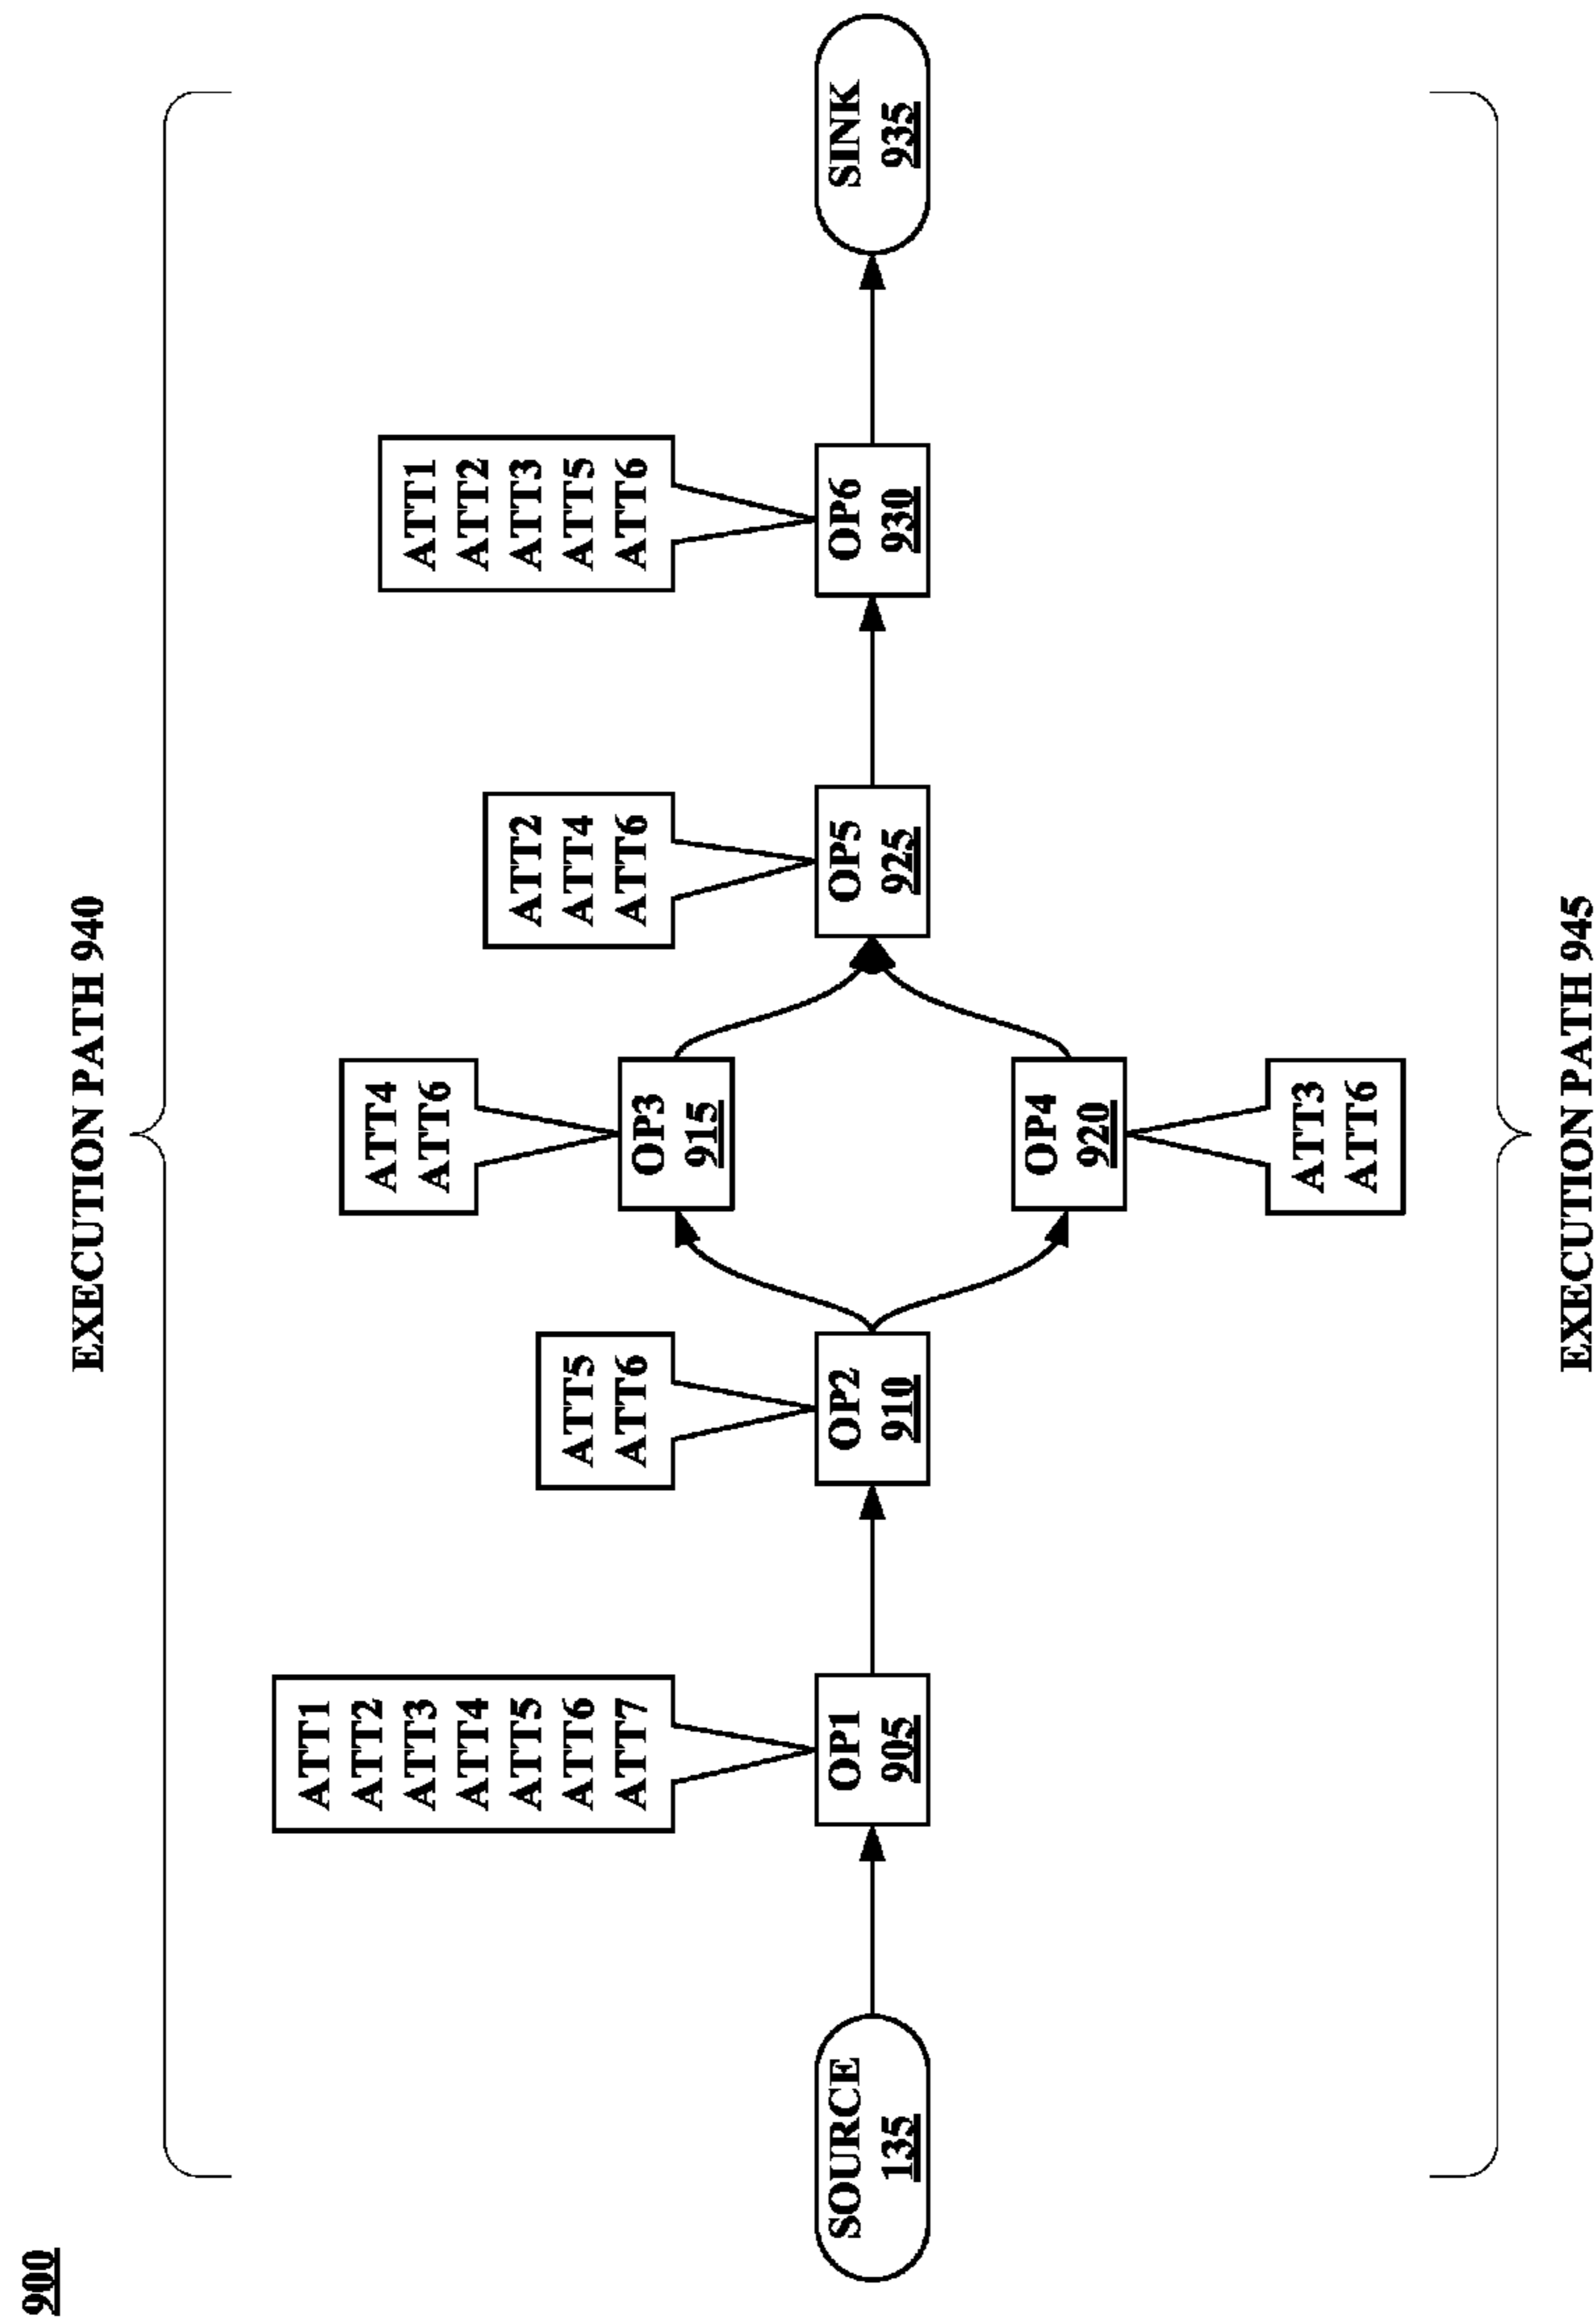 900
EXECUTION PATH 940
ATT1
ATT2
ATT3
ATT4
ATT5
ATT6
ATT7
ATT5
ATT6
ATT4
ATT6
ATT2
ATT4
ATT6
ATT1
ATT2
ATT3
ATT5
ATT6
SOURCE
135
OP1
905
OP2
910
OP3
915
OP4
920
OP5
925
OP6
930
SINK
935
ATT3
ATT6
EXECUTION PATH 945